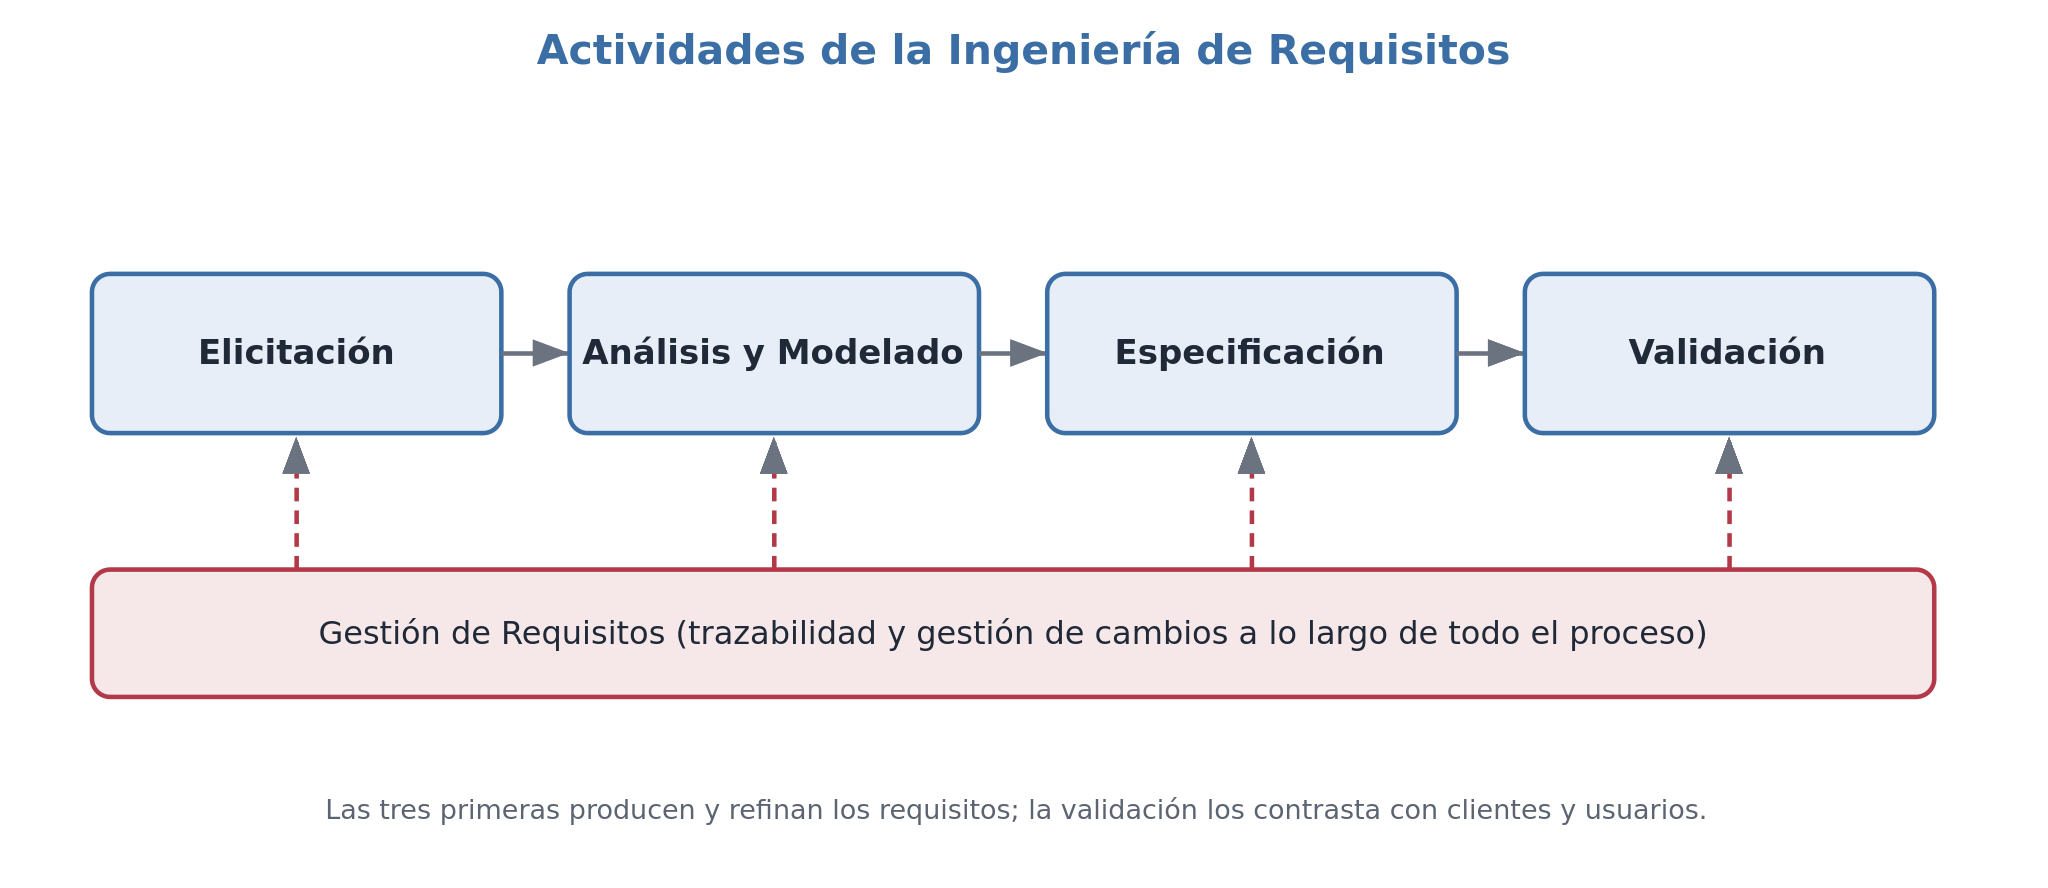 Actividades de la Ingeniería de Requisitos
Elicitación
Análisis y Modelado
Especificación
Validación
Gestión de Requisitos (trazabilidad y gestión de cambios a lo largo de todo el proceso)
Las tres primeras producen y refinan los requisitos; la validación los contrasta con clientes y usuarios.